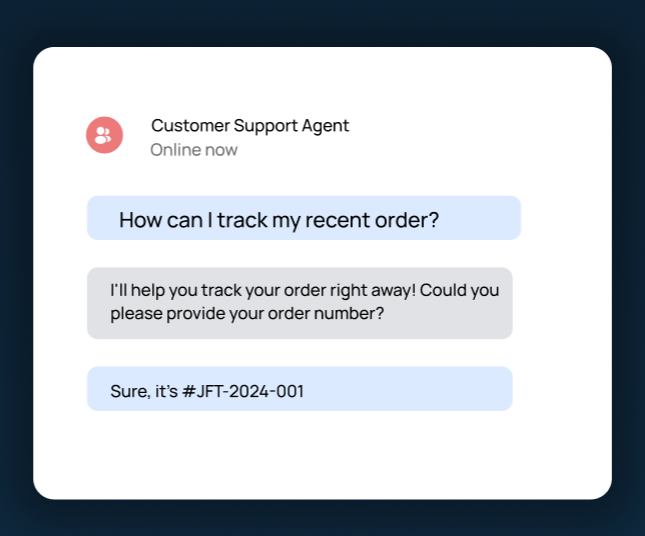 Customer Support Agent
Online now
How can I track my recent order?
I'll help you track your order right away! Could you
please provide your order number?
Sure, it's #JFT-2024-001